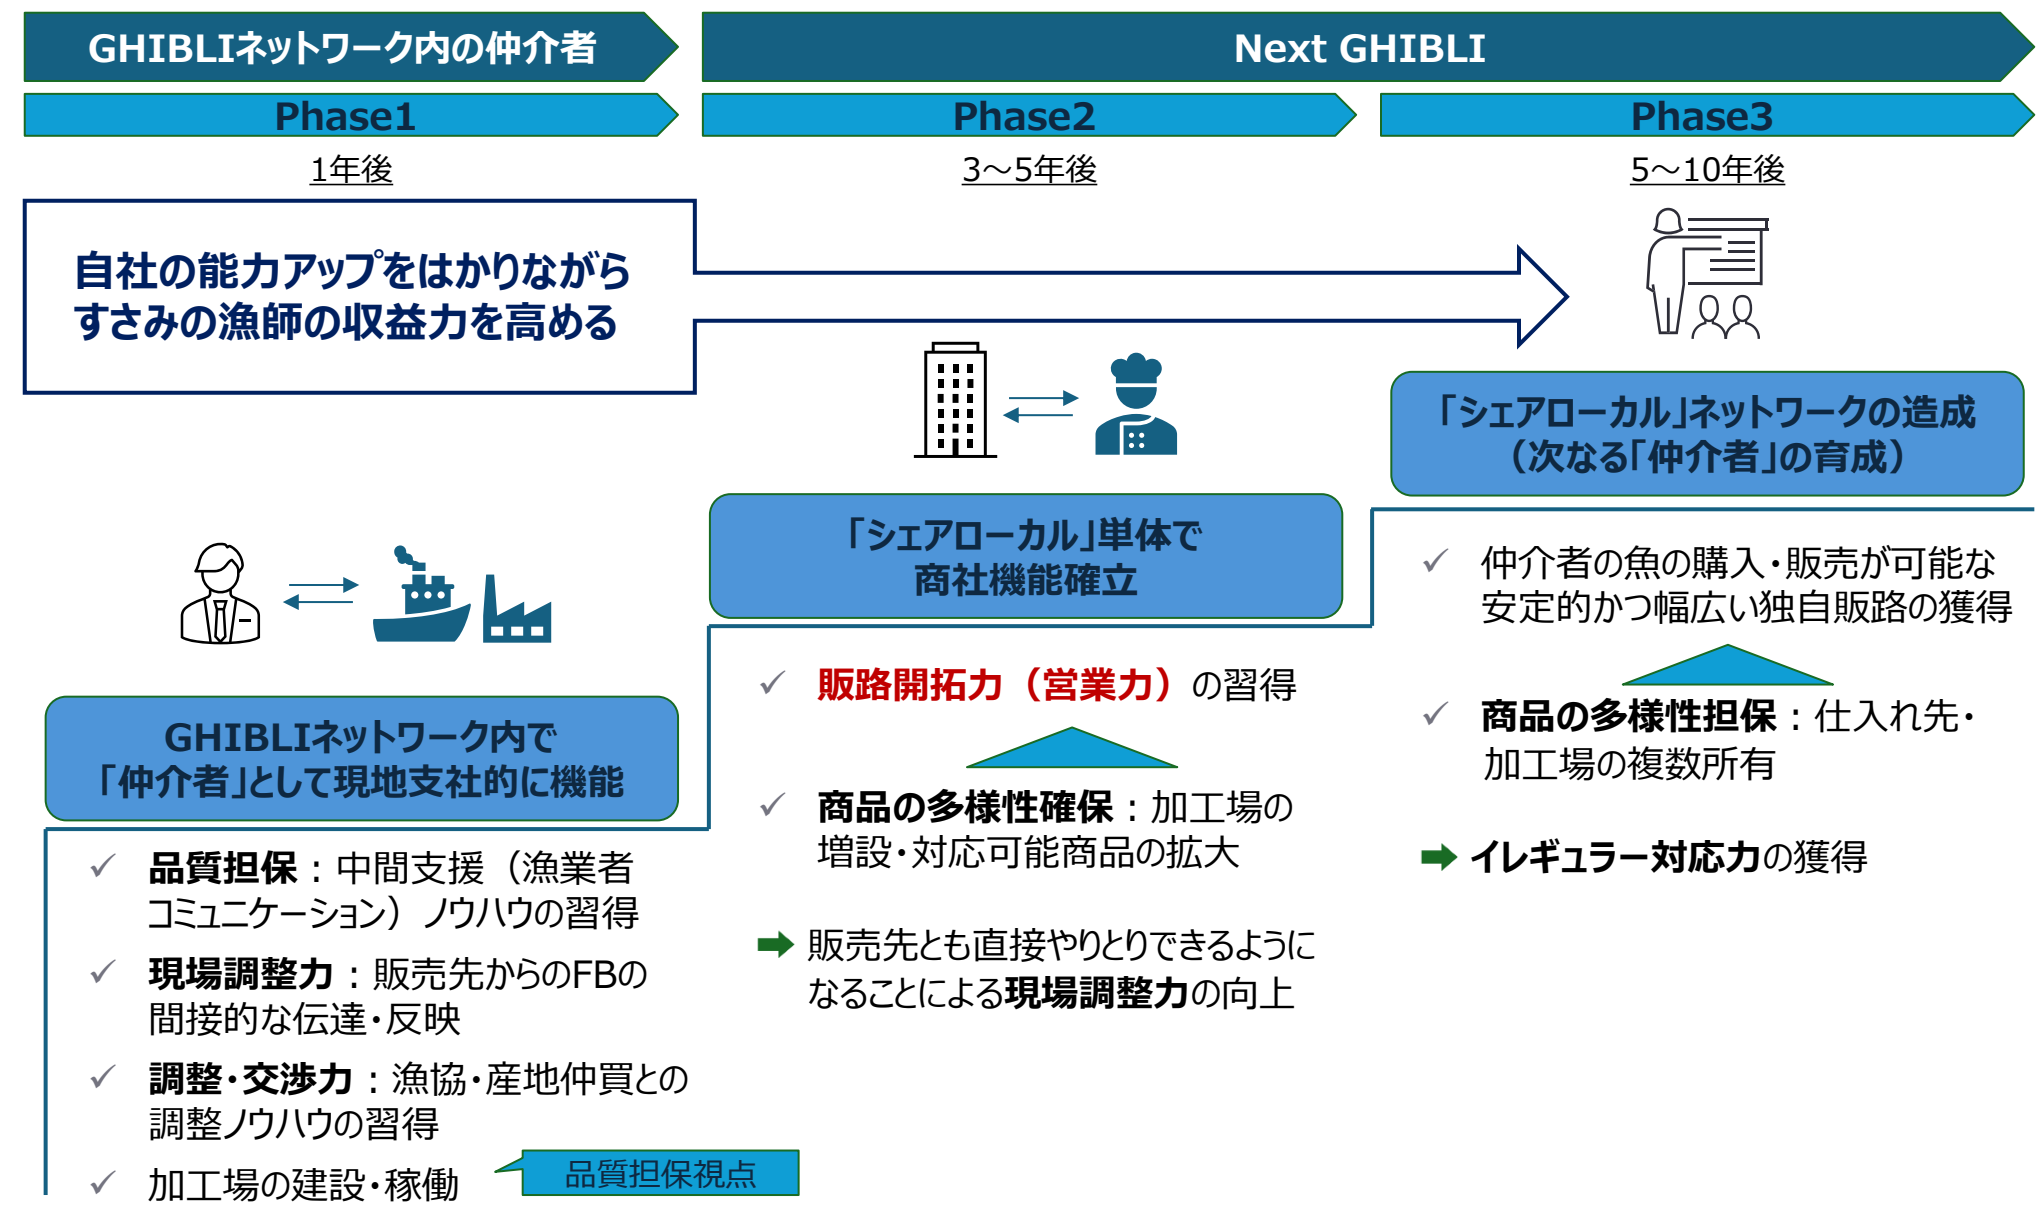 GHIBLIネットワーク内の仲介者
Next GHIBLI
Phase1
Phase2
Phase3
1年後
3～5年後
5～10年後
自社の能力アップをはかりながら
すさみの漁師の収益力を高める
GHIBLIネットワーク内で
「仲介者」として現地支社的に機能
✓ 品質担保：中間支援（漁業者
コミュニケーション）ノウハウの習得
✓ 現場調整力：販売先からのFBの
間接的な伝達・反映
✓ 調整・交渉力：漁協・産地仲買との
調整ノウハウの習得
✓ 加工場の建設・稼働
品質担保視点
「シェアローカル」単体で
商社機能確立
✓ 販路開拓力（営業力）の習得
✓ 商品の多様性確保：加工場の
増設・対応可能商品の拡大
販売先とも直接やりとりできるように
なることによる現場調整力の向上
「シェアローカル」ネットワークの造成
（次なる「仲介者」の育成）
✓ 仲介者の魚の購入・販売が可能な
安定的かつ幅広い独自販路の獲得
✓ 商品の多様性担保：仕入れ先・
加工場の複数所有
イレギュラー対応力の獲得